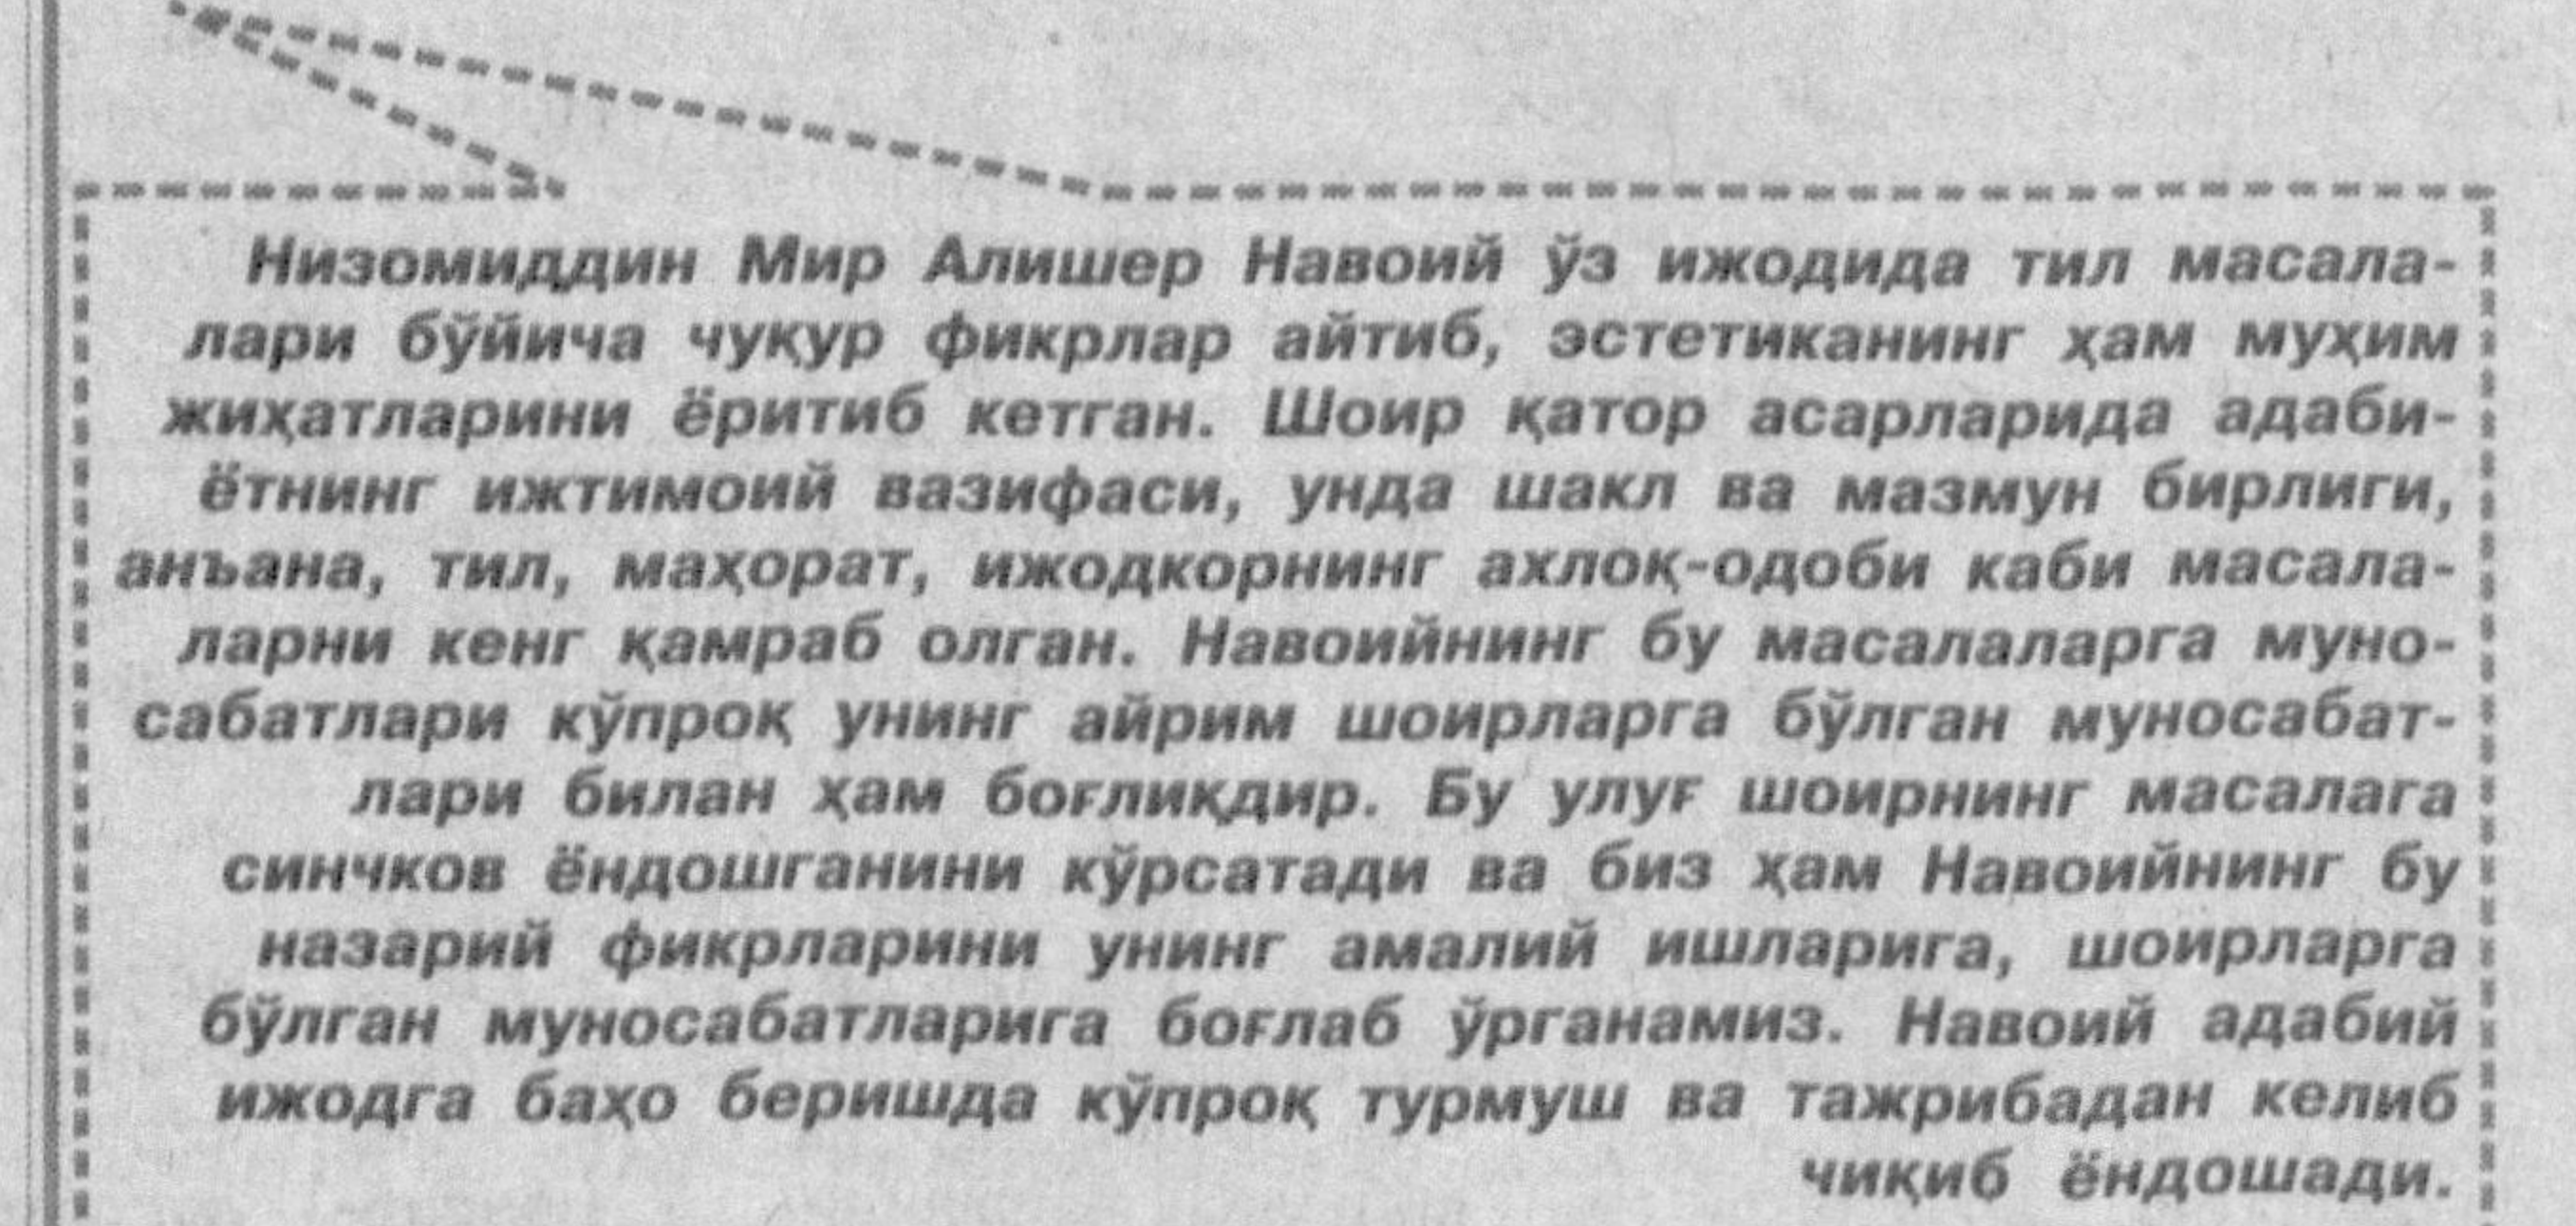 Низомиддин Мир Алишер Навоий ўз ижодида тил масала-
лари бўйича чуқур фикрлар айтиб, эстетиканинг ҳам муҳим
жиҳатларини ёритиб кетган. Шоир қатор асарларида адаби-
ётнинг ижтимоий вазифаси, унда шакл ва мазмун бирлиги,
анъана, тил, маҳорат, ижодкорнинг ахлоқ-одоби каби масала-
ларни кенг қамраб олган. Навоийнинг бу масалаларга муно-
сабатлари кўпроқ унинг айрим шоирларга бўлган муносабат-
лари билан ҳам боғлиқдир. Бу улуғ шоирнинг масалага
синчков ёндошганини кўрсатади ва биз ҳам Навоийнинг бу
назарий фикрларини унинг амалий ишларига, шоирларга
бўлган муносабатларига боғлаб ўрганамиз. Навоий адабий
ижодга баҳо беришда кўпроқ турмуш ва тажрибадан келиб
чиқиб ёндошади.